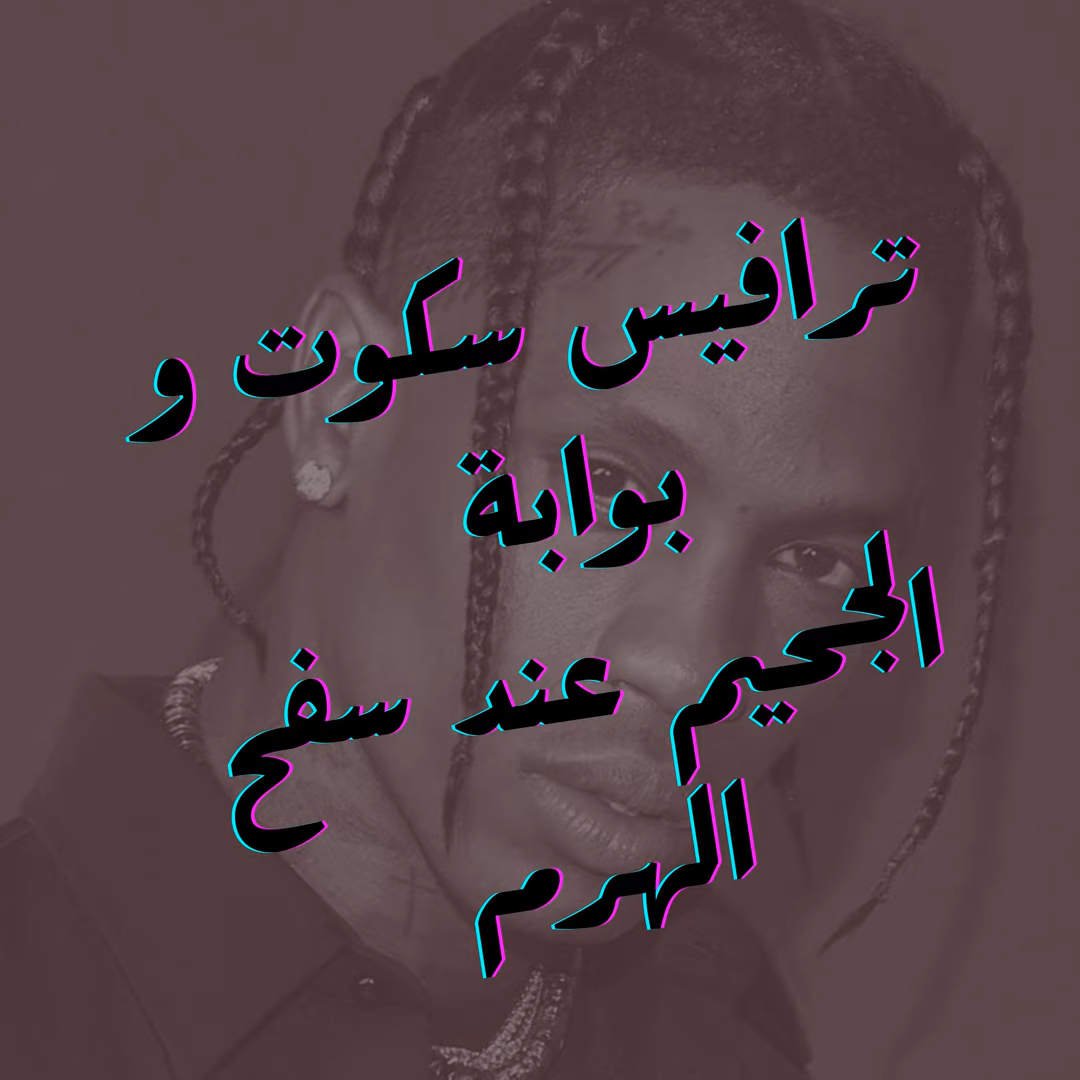 ترافيس سكوت و
بوابة
الجحيم عند سفح
الهرم